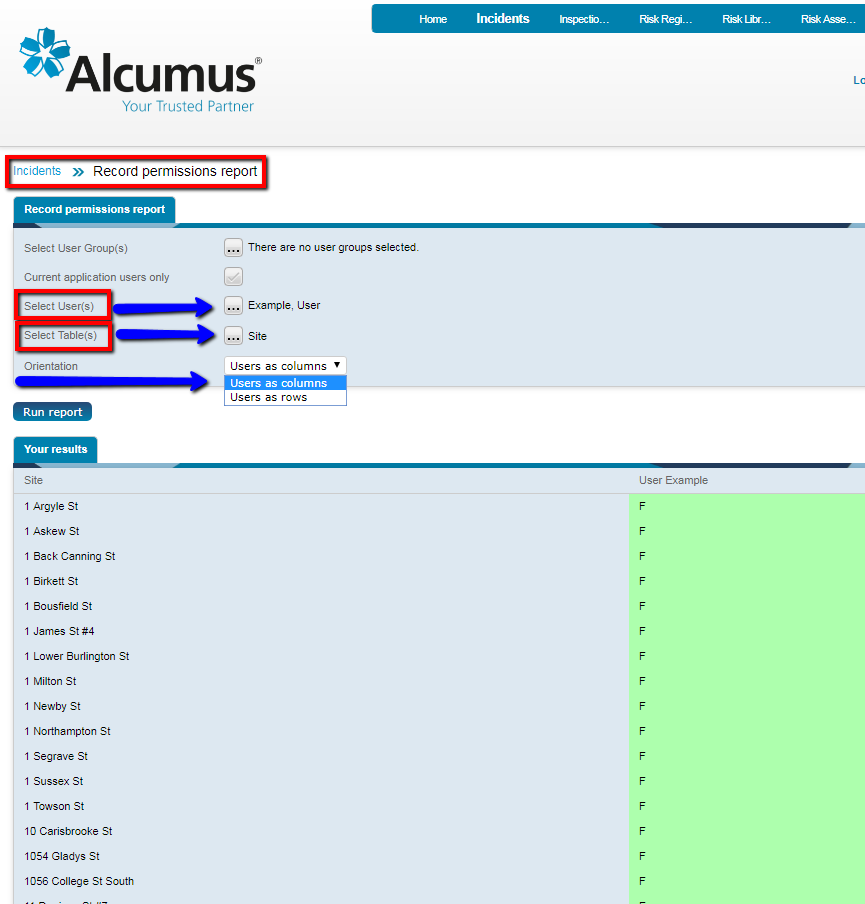 Home Incidents Inspectio... Risk Regi... Risk Libr... Risk Asse...
Alcumus®
Your Trusted Partner
Lo
Incidents » Record permissions report
Record permissions report
Select User Group(s) ... There are no user groups selected.
Current application users only
Select User(s) ... Example, User
Select Table(s) ... Site
Orientation Users as columns
Users as columns
Users as rows
Run report
Your results
Site User Example
1 Argyle St F
1 Askew St F
1 Back Canning St F
1 Birkett St F
1 Bousfield St F
1 James St #4 F
1 Lower Burlington St F
1 Milton St F
1 Newby St F
1 Northampton St F
1 Segrave St F
1 Sussex St F
1 Towson St F
10 Carisbrooke St F
1054 Gladys St F
1056 College St South F